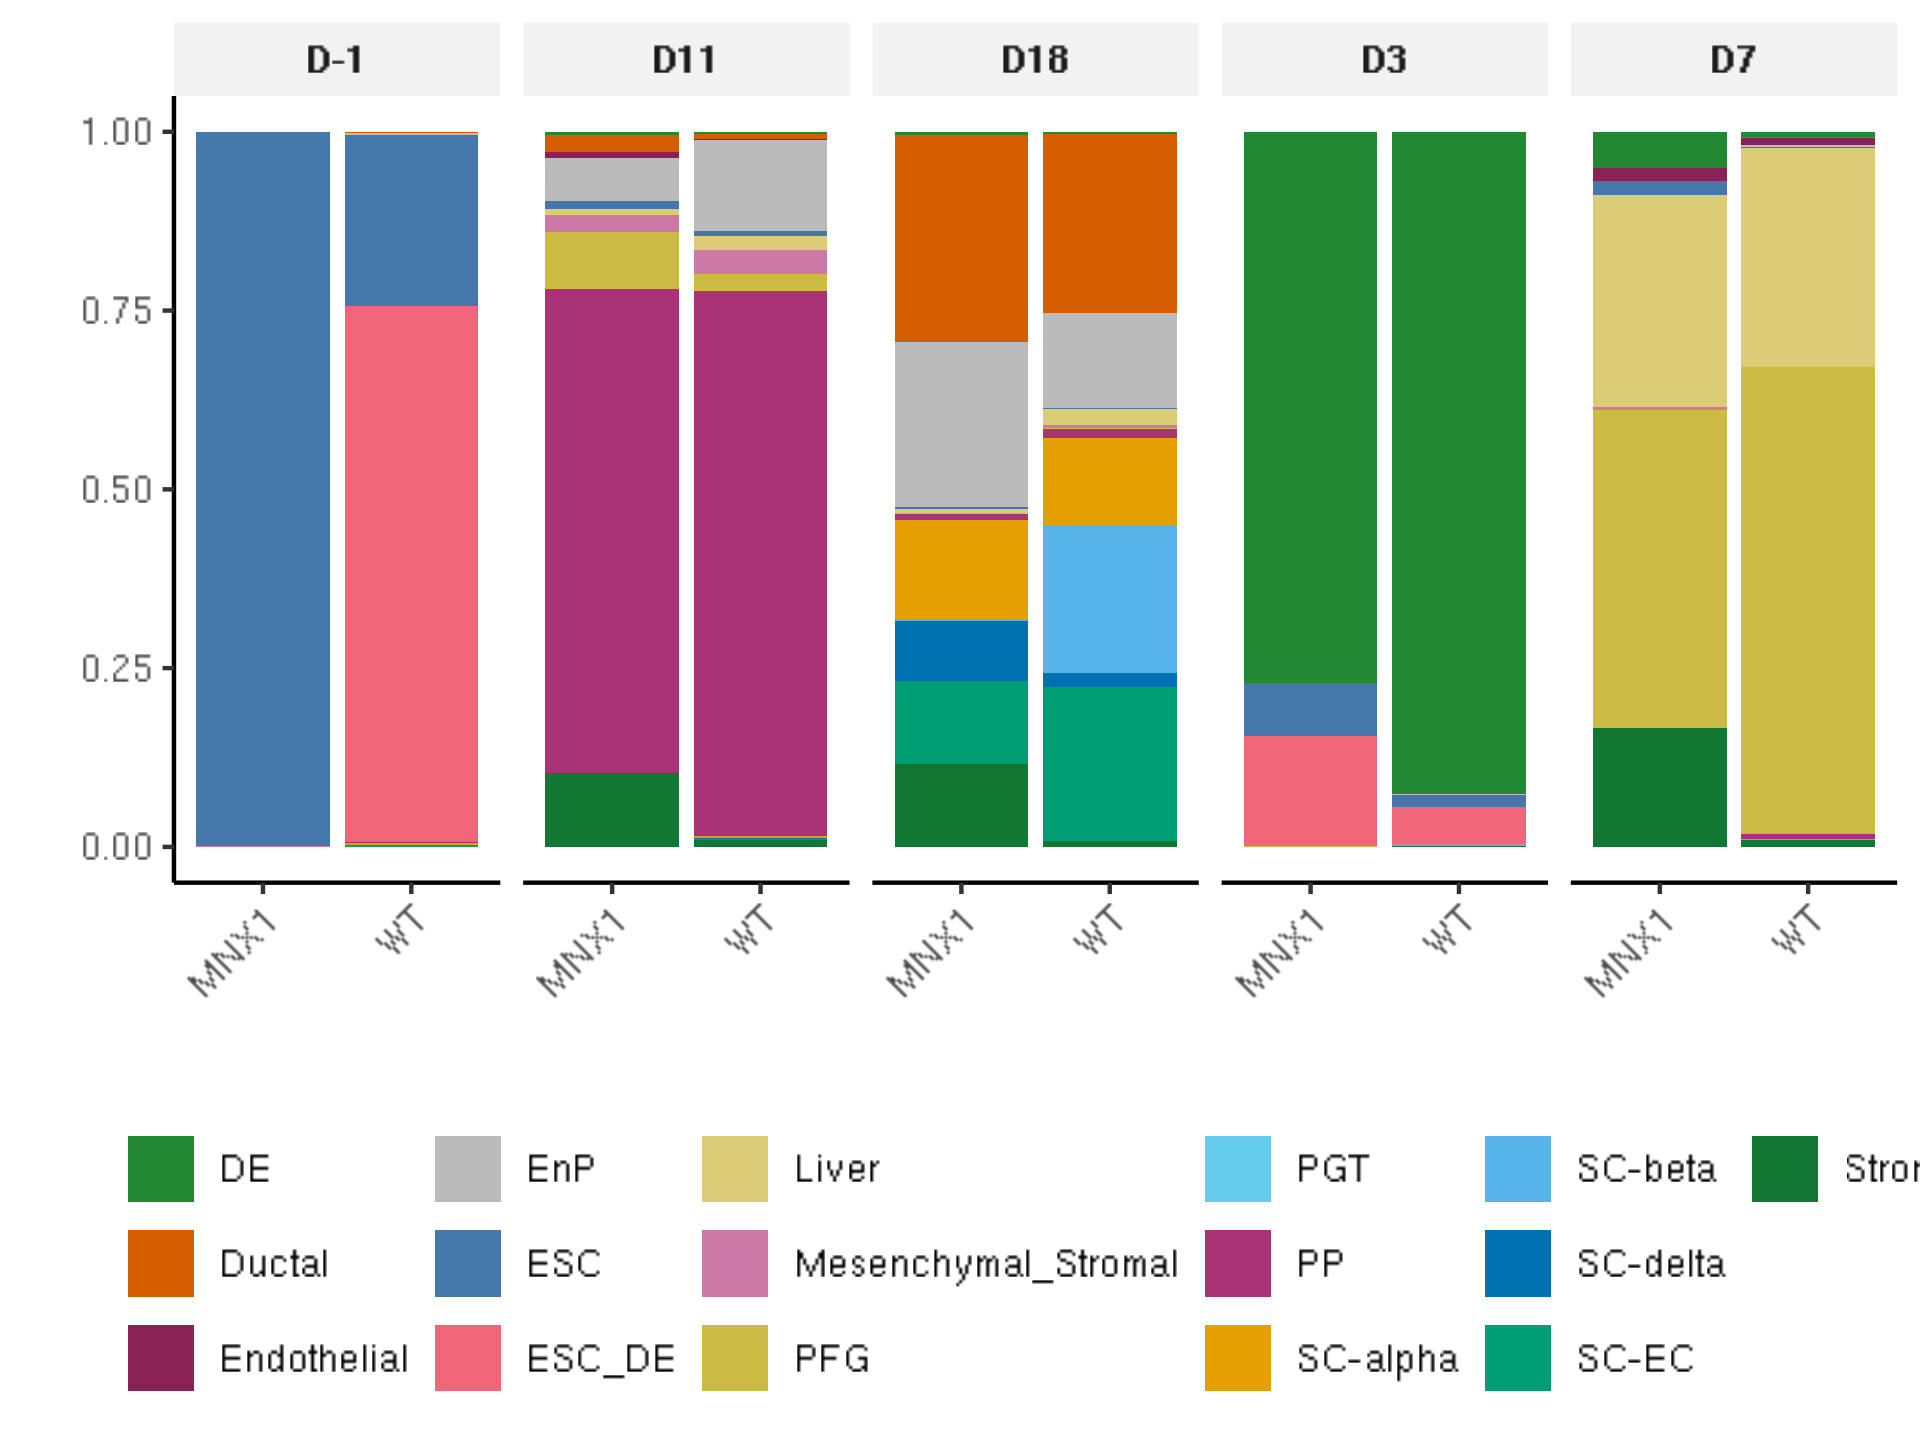 D-1 D11 D18 D3 D7
1.00
0.75
0.50
0.25
0.00
MNX1 WT MNX1 WT MNX1 WT MNX1 WT MNX1 WT
DE EnP Liver PGT SC-beta
Ductal ESC Mesenchymal_Stromal PP SC-delta
Endothelial ESC_DE PFG SC-alpha SC-EC